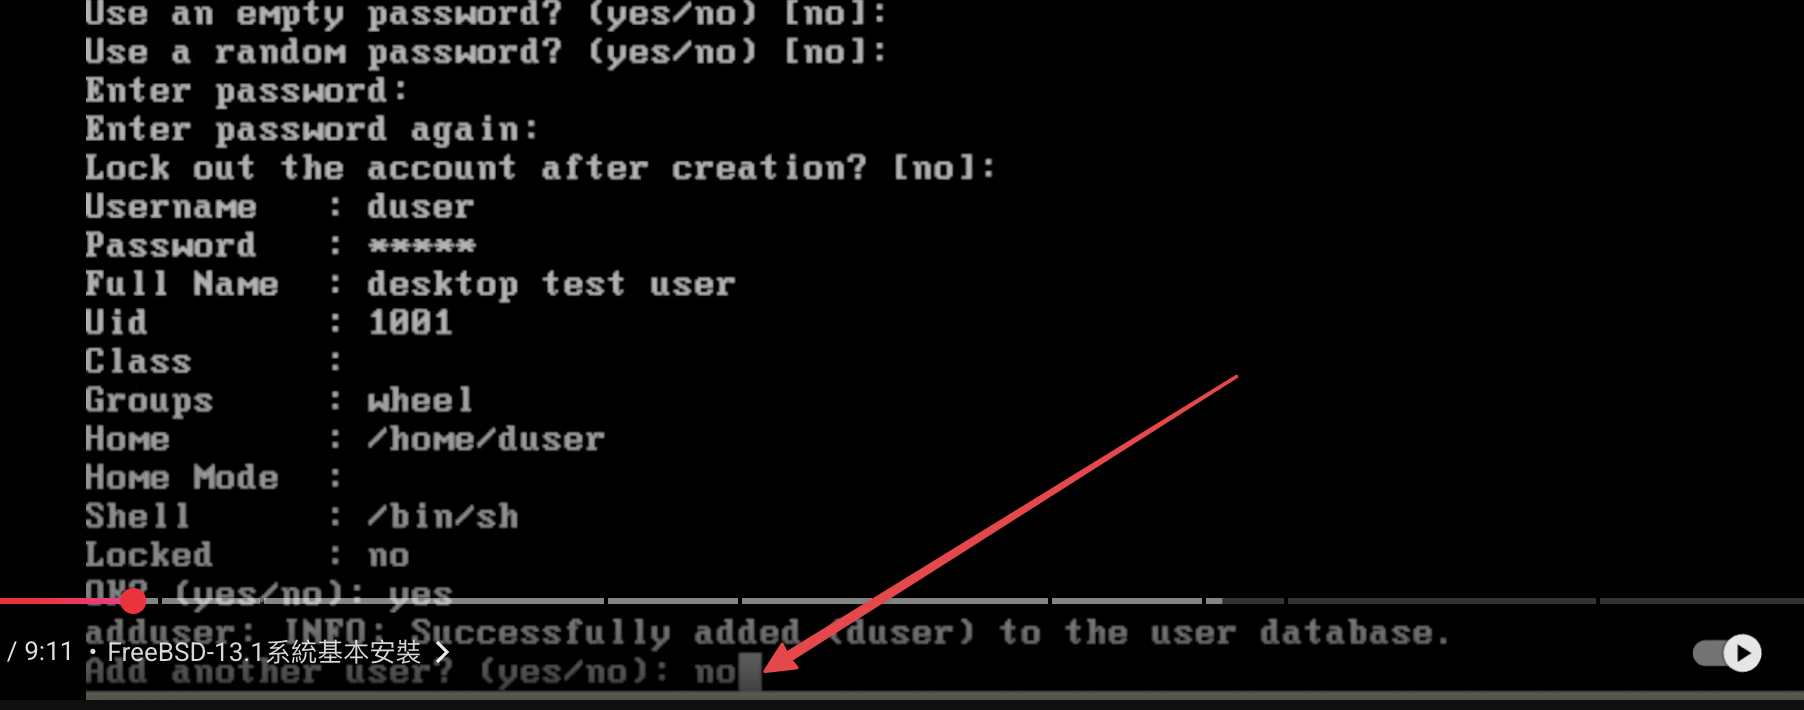 Use an empty password? (yes/no) [no]:
Use a random password? (yes/no) [no]:
Enter password:
Enter password again:
Lock out the account after creation? [no]:
Username   : duser
Password   : *****
Full Name  : desktop test user
Uid        : 1001
Class      :
Groups     : wheel
Home       : /home/duser
Home Mode  :
Shell      : /bin/sh
Locked     : no
OK? (yes/no): yes
adduser: INFO: Successfully added (duser) to the user database.
/ 9:11 • FreeBSD-13.1系統基本安裝 >
Add another user? (yes/no): no